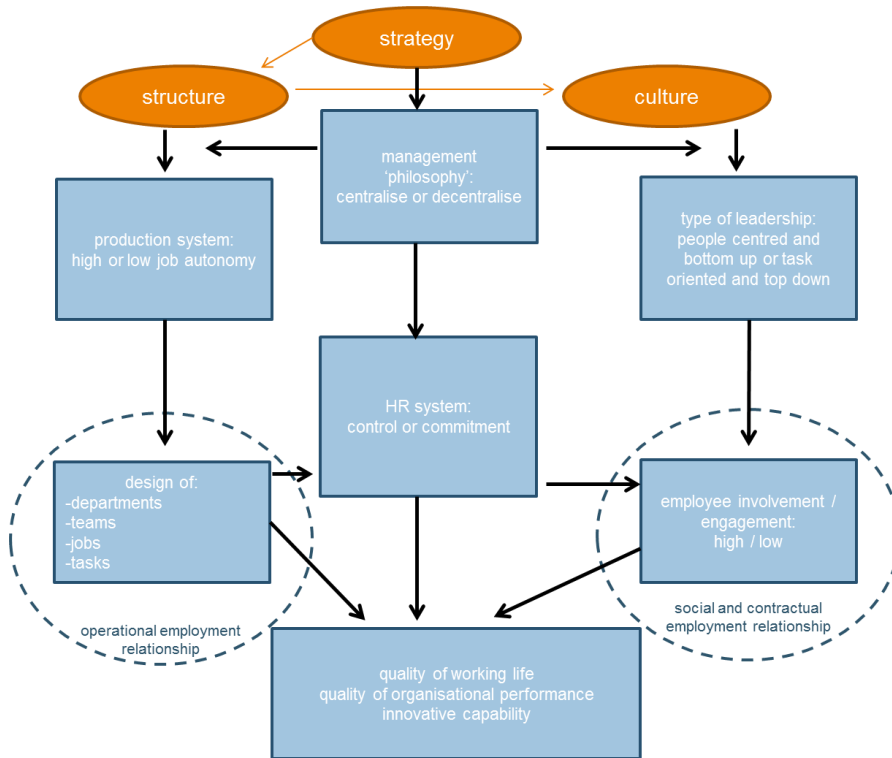 strategy
structure
culture
management
‘philosophy’:
centralise or decentralise
production system:
high or low job autonomy
type of leadership:
people centred and
bottom up or task
oriented and top down
HR system:
control or commitment
design of:
-departments
-teams
-jobs
-tasks
employee involvement /
engagement:
high / low
operational employment
relationship
social and contractual
employment relationship
quality of working life
quality of organisational performance
innovative capability